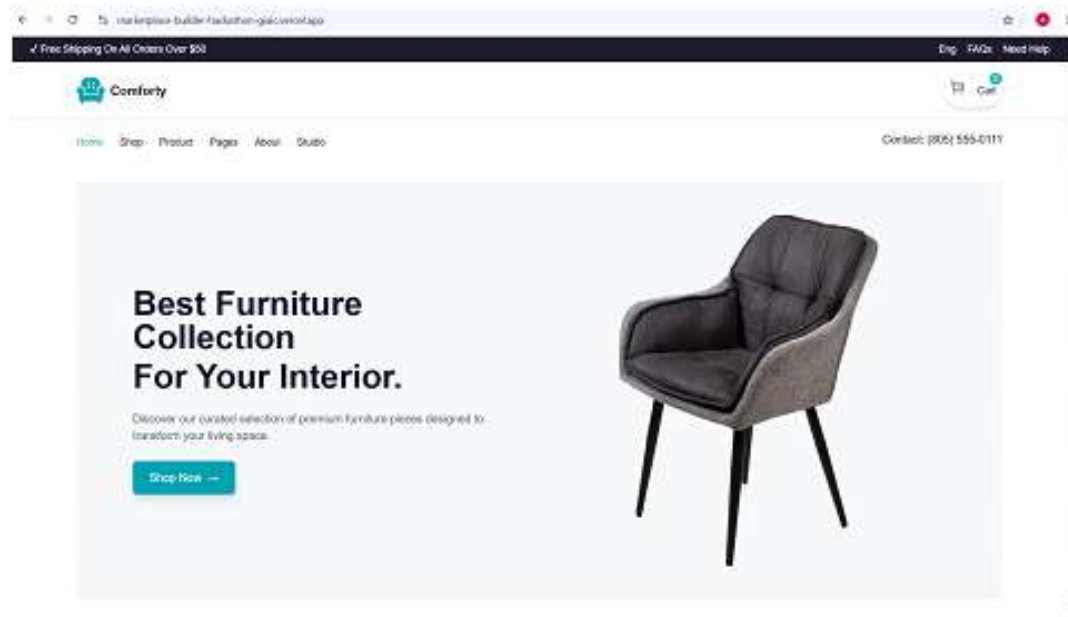 ✓ Free Shipping On All Orders Over $50
Eng FAQs Need Help
Comforty
Cart
Home Shop Product Pages About Studio
Contact: (805) 555-0111
Best Furniture
Collection
For Your Interior.
Discover our curated selection of premium furniture pieces designed to
transform your living space.
Shop Now →